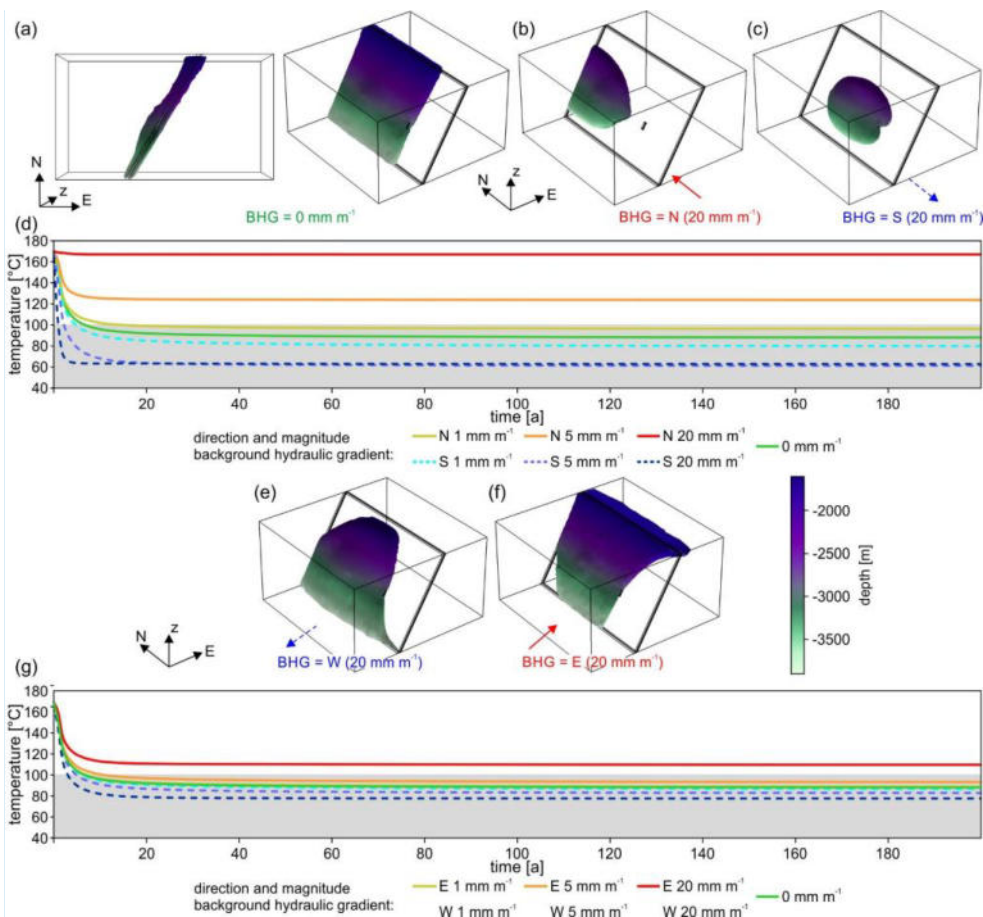 (a)
(b)
(c)
N
z
E
N
z
E
BHG = 0 mm m⁻¹
BHG = N (20 mm m⁻¹)
BHG = S (20 mm m⁻¹)
(d)
180
160
140
120
100
80
60
40
temperature [°C]
20 40 60 80 100 120 140 160 180
time [a]
direction and magnitude
background hydraulic gradient:
N 1 mm m⁻¹ N 5 mm m⁻¹ N 20 mm m⁻¹ 0 mm m⁻¹
S 1 mm m⁻¹ S 5 mm m⁻¹ S 20 mm m⁻¹
(e)
(f)
-2000
-2500
-3000
-3500
depth [m]
N
z
E
BHG = W (20 mm m⁻¹)
BHG = E (20 mm m⁻¹)
(g)
180
160
140
120
100
80
60
40
temperature [°C]
20 40 60 80 100 120 140 160 180
time [a]
direction and magnitude
background hydraulic gradient:
E 1 mm m⁻¹ E 5 mm m⁻¹ E 20 mm m⁻¹ 0 mm m⁻¹
W 1 mm m⁻¹ W 5 mm m⁻¹ W 20 mm m⁻¹